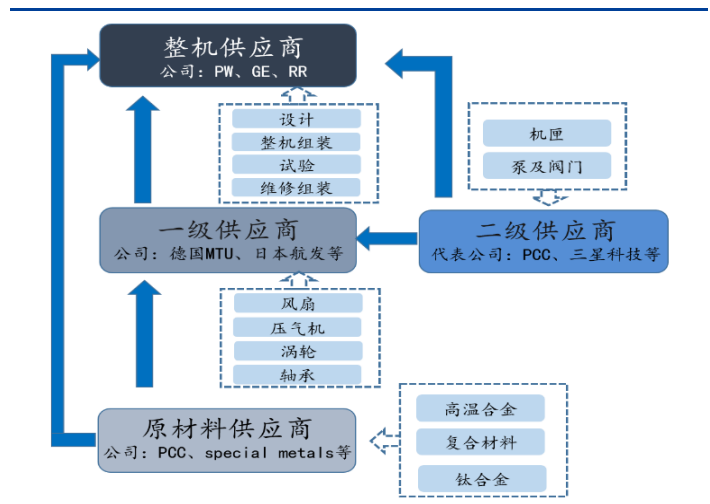 整机供应商
公司：PW、GE、RR
设计
整机组装
试验
维修组装
机匣
泵及阀门
一级供应商
公司：德国MTU、日本航发等
二级供应商
代表公司：PCC、三星科技等
风扇
压气机
涡轮
轴承
原材料供应商
公司：PCC、special metals等
高温合金
复合材料
钛合金